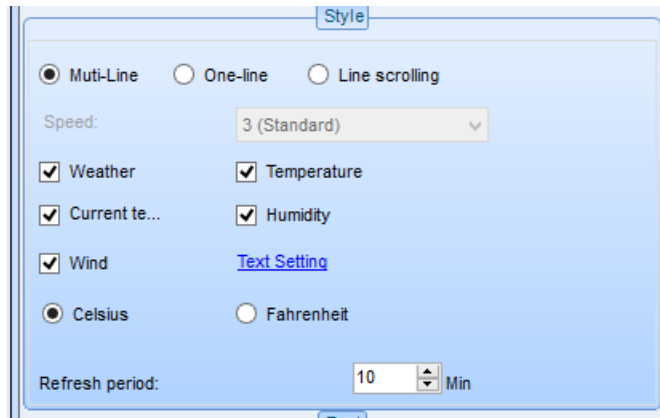 Style
Muti-Line One-line Line scrolling
Speed: 3 (Standard)
Weather Temperature
Current te... Humidity
Wind Text Setting
Celsius Fahrenheit
Refresh period: 10 Min